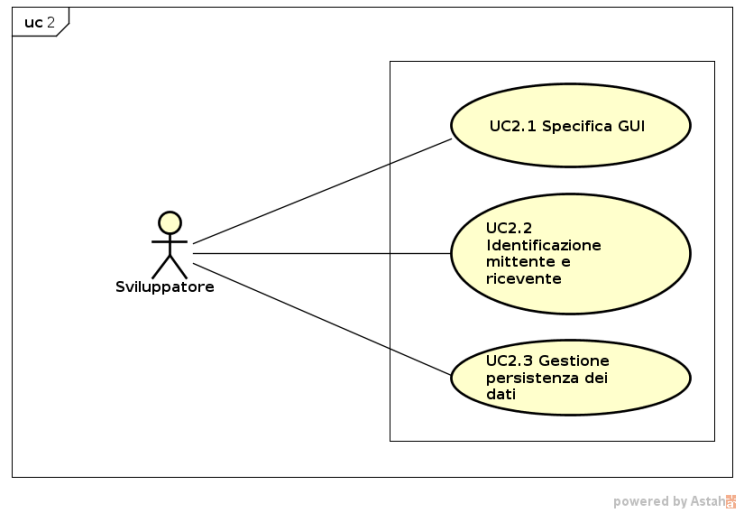 uc 2
UC2.1 Specifica GUI
UC2.2
Identificazione
mittente e
ricevente
Sviluppatore
UC2.3 Gestione
persistenza dei
dati
powered by Astah